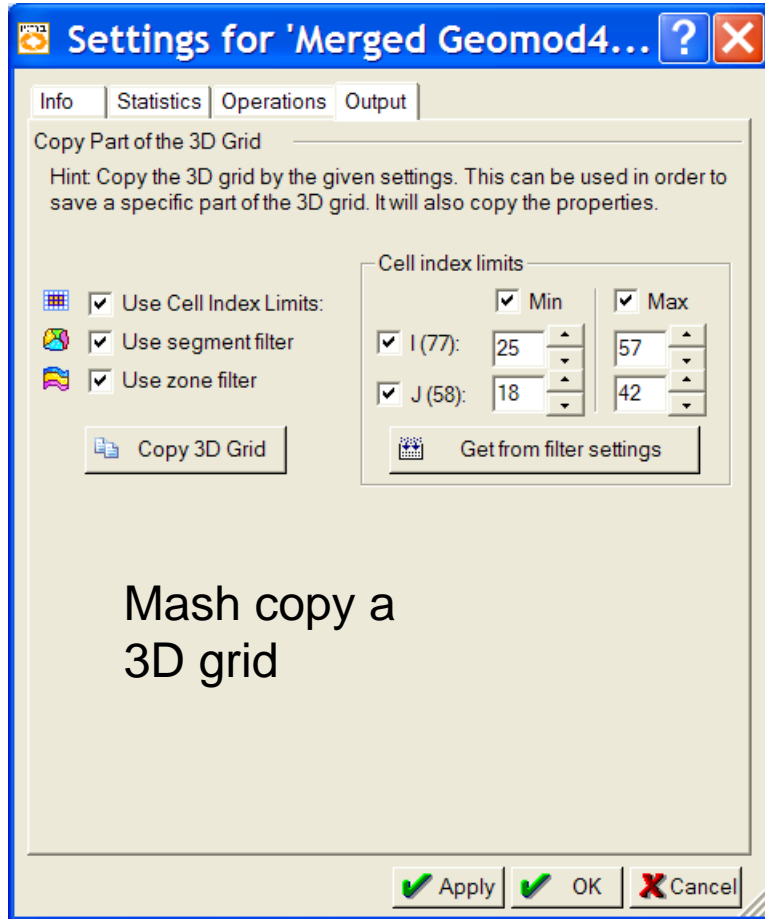 Settings for 'Merged Geomod4...
Info Statistics Operations Output
Copy Part of the 3D Grid
Hint: Copy the 3D grid by the given settings. This can be used in order to
save a specific part of the 3D grid. It will also copy the properties.
Cell index limits
Use Cell Index Limits:
Min Max
Use segment filter
I (77): 25 57
Use zone filter
J (58): 18 42
Copy 3D Grid
Get from filter settings
Mash copy a
3D grid
Apply OK Cancel